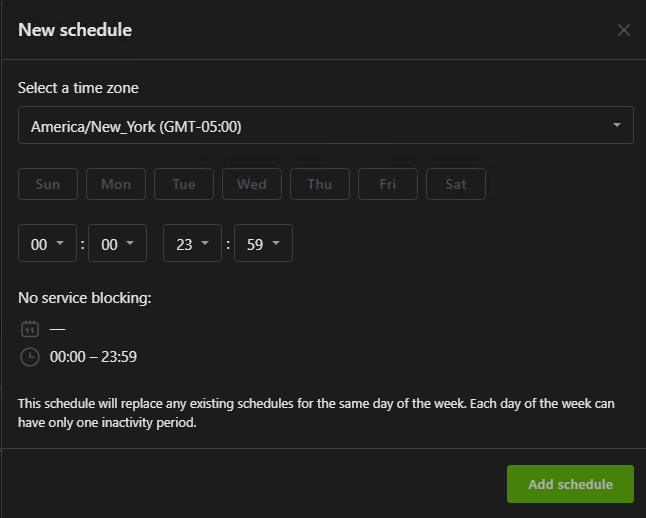 New schedule
Select a time zone
America/New_York (GMT-05:00)
Sun Mon Tue Wed Thu Fri Sat
00 : 00 23 : 59
No service blocking:
11 —
00:00 – 23:59
This schedule will replace any existing schedules for the same day of the week. Each day of the week can
have only one inactivity period.
Add schedule